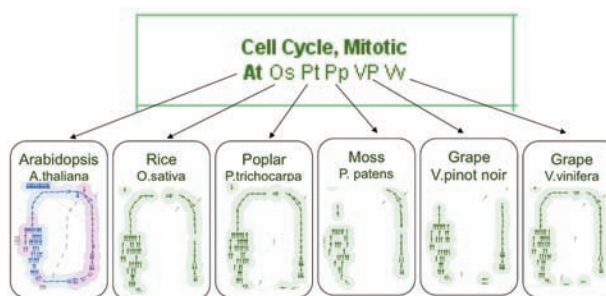 Cell Cycle, Mitotic
At Os Pt Pp VP Vv
Arabidopsis
A.thaliana
Rice
O.sativa
Poplar
P.trichocarpa
Moss
P. patens
Grape
V.pinot noir
Grape
V.vinifera